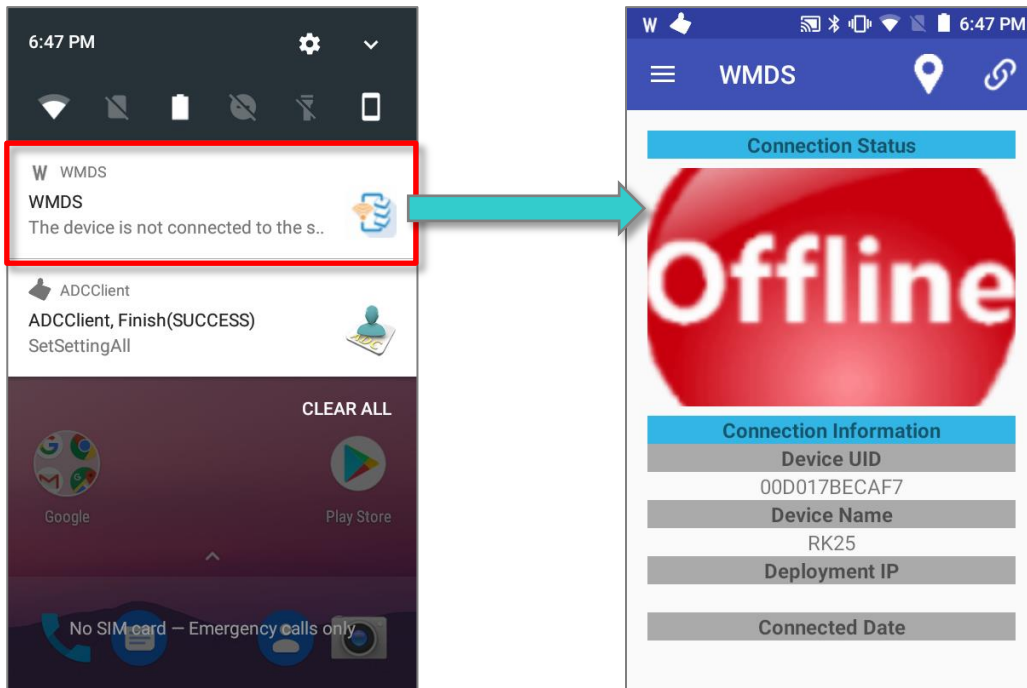 6:47 PM
W WMDS
WMDS
The device is not connected to the s..
ADCClient
ADCClient, Finish(SUCCESS)
SetSettingAll
ADC
CLEAR ALL
Google
Play Store
No SIM card — Emergency calls only
W 6:47 PM
WMDS
Connection Status
Offline
Connection Information
Device UID
00D017BECAF7
Device Name
RK25
Deployment IP
Connected Date